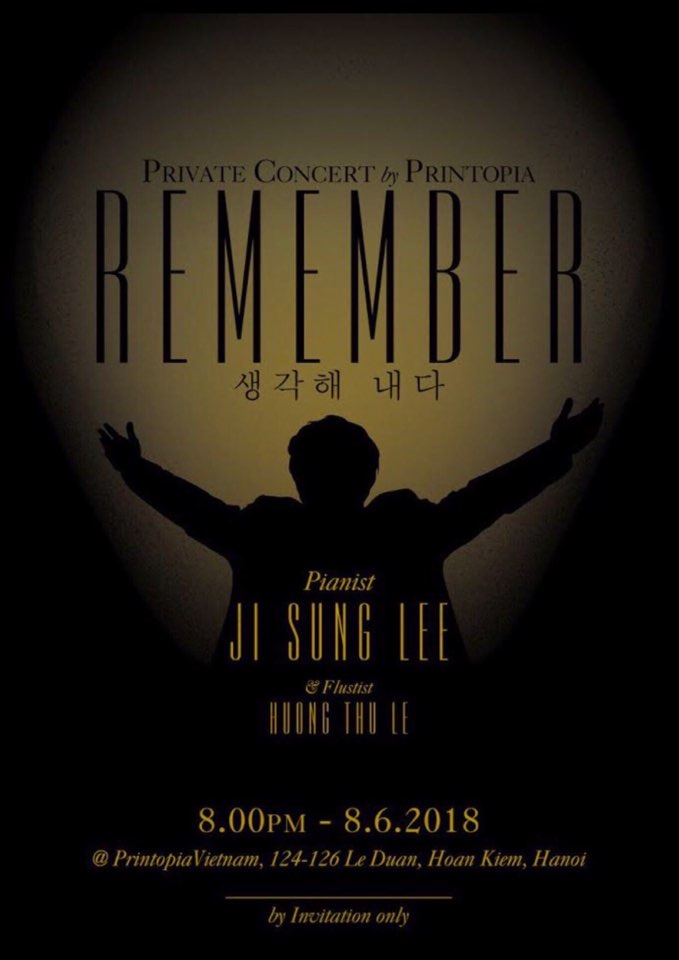 PRIVATE CONCERT by PRINTOPIA
REMEMBER
생각해 내다
Pianist
JI SUNG LEE
& Flustist
HUONG THU LE
8.00PM - 8.6.2018
@ PrintopiaVietnam, 124-126 Le Duan, Hoan Kiem, Hanoi
by Invitation only